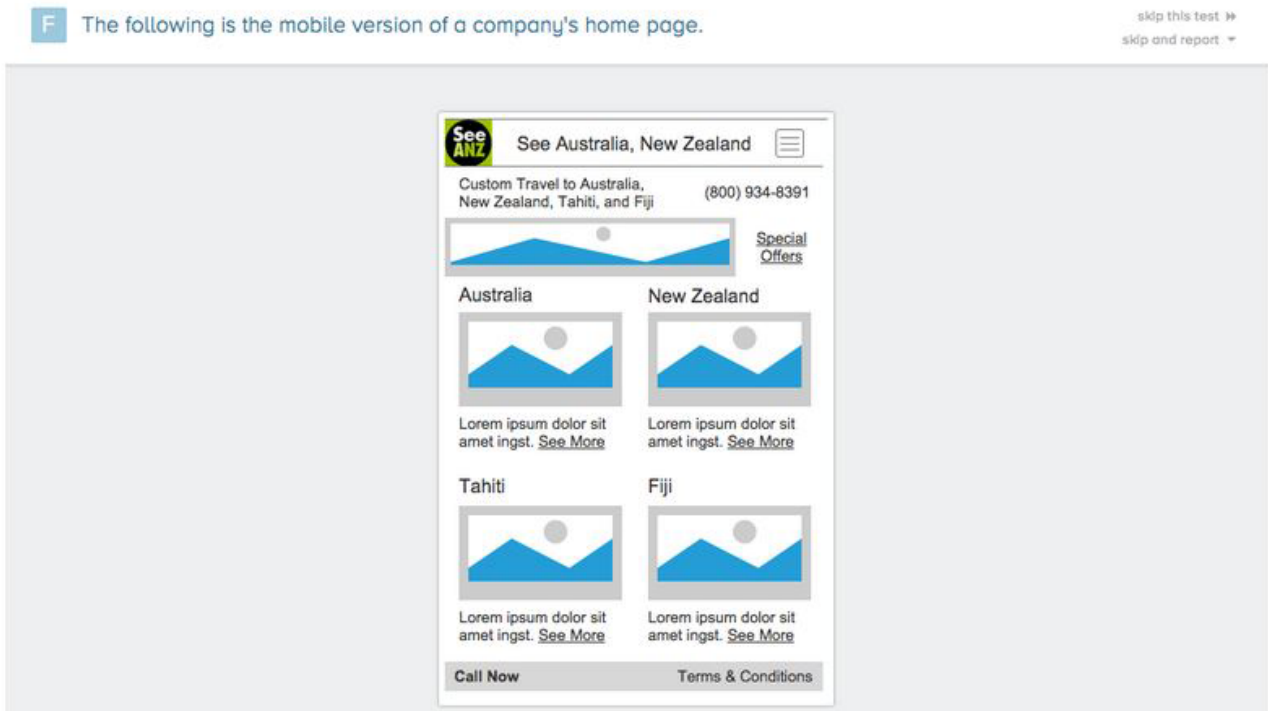 F The following is the mobile version of a company's home page.
skip this test
skip and report
See
ANZ
See Australia, New Zealand
Custom Travel to Australia,
New Zealand, Tahiti, and Fiji
(800) 934-8391
Special
Offers
Australia
New Zealand
Lorem ipsum dolor sit
amet ingst. See More
Lorem ipsum dolor sit
amet ingst. See More
Tahiti
Fiji
Lorem ipsum dolor sit
amet ingst. See More
Lorem ipsum dolor sit
amet ingst. See More
Call Now
Terms & Conditions